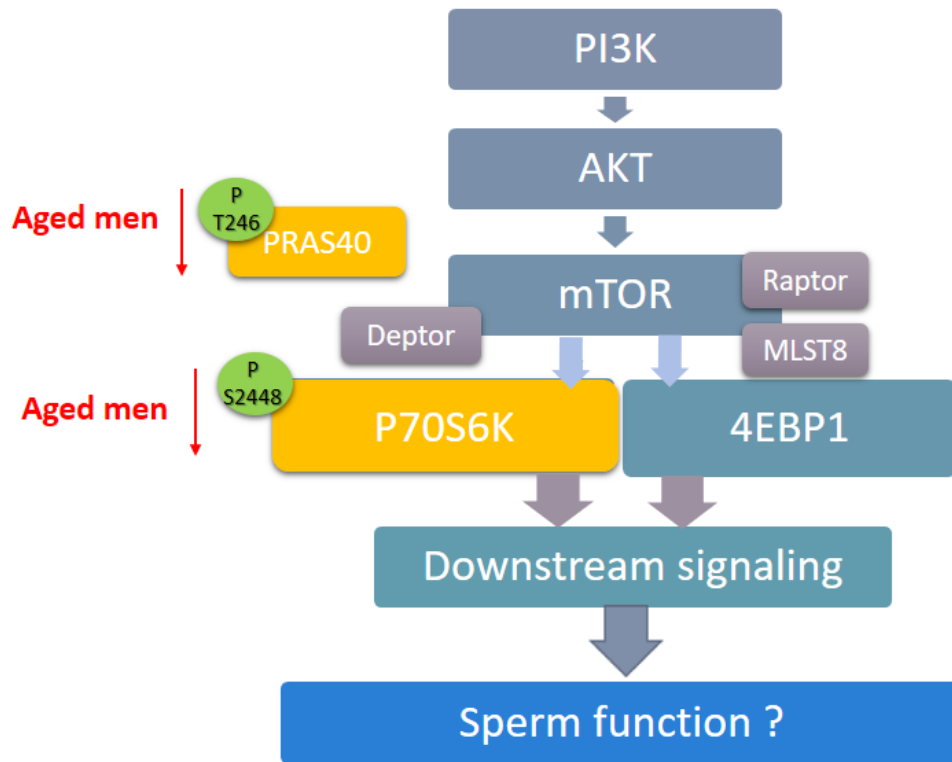 PI3K
AKT
Aged men
P
T246
PRAS40
mTOR
Raptor
Deptor
MLST8
Aged men
P
S2448
P70S6K
4EBP1
Downstream signaling
Sperm function ?